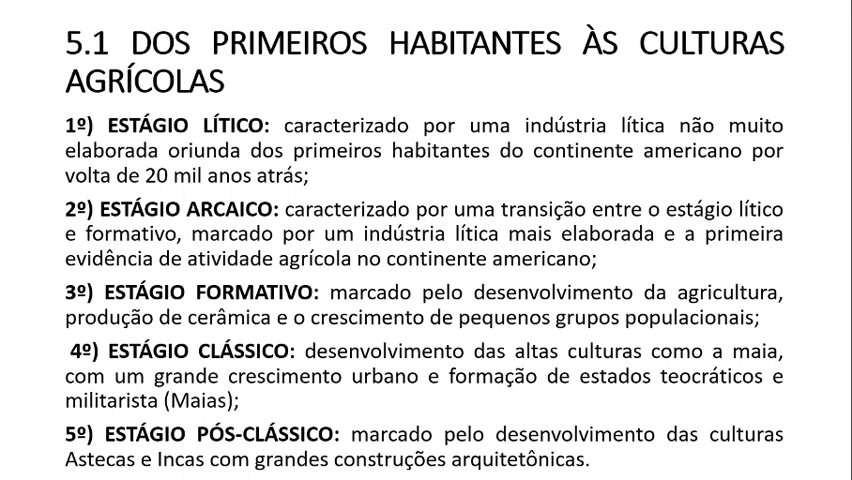 5.1 DOS PRIMEIROS HABITANTES ÀS CULTURAS
AGRÍCOLAS
1º) ESTÁGIO LÍTICO: caracterizado por uma indústria lítica não muito
elaborada oriunda dos primeiros habitantes do continente americano por
volta de 20 mil anos atrás;
2º) ESTÁGIO ARCAICO: caracterizado por uma transição entre o estágio lítico
e formativo, marcado por um indústria lítica mais elaborada e a primeira
evidência de atividade agrícola no continente americano;
3º) ESTÁGIO FORMATIVO: marcado pelo desenvolvimento da agricultura,
produção de cerâmica e o crescimento de pequenos grupos populacionais;
4º) ESTÁGIO CLÁSSICO: desenvolvimento das altas culturas como a maia,
com um grande crescimento urbano e formação de estados teocráticos e
militarista (Maias);
5º) ESTÁGIO PÓS-CLÁSSICO: marcado pelo desenvolvimento das culturas
Astecas e Incas com grandes construções arquitetônicas.